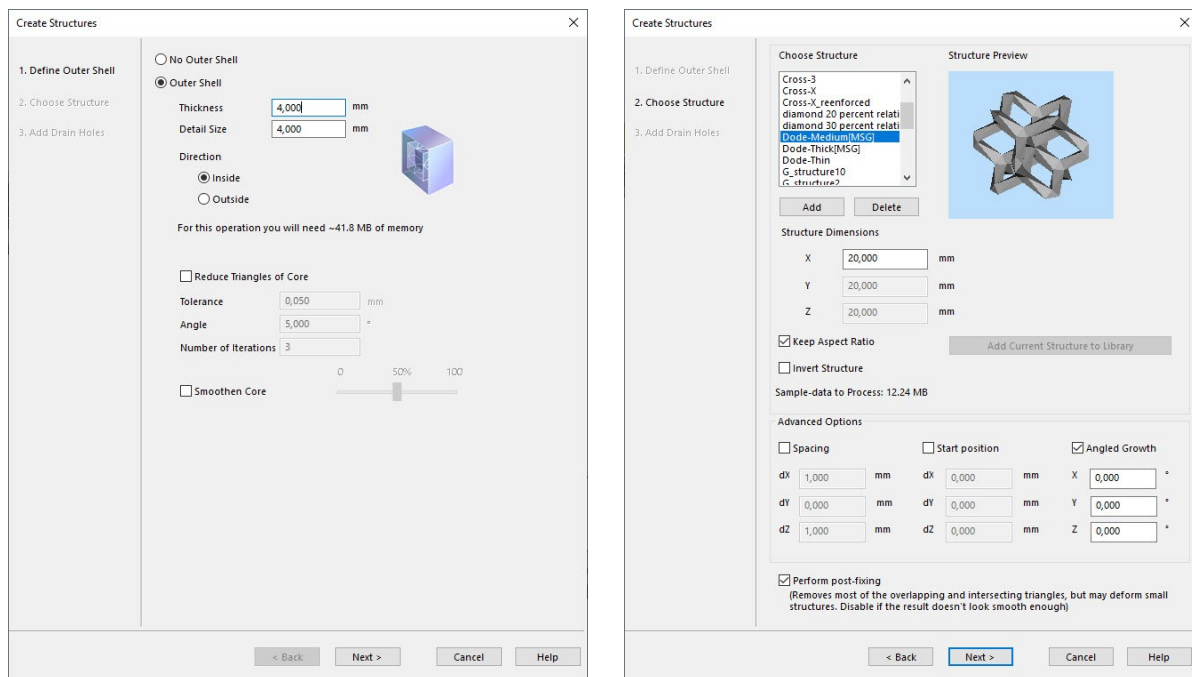 Create Structures
1. Define Outer Shell
2. Choose Structure
3. Add Drain Holes
No Outer Shell
Outer Shell
Thickness 4,000 mm
Detail Size 4,000 mm
Direction
Inside
Outside
For this operation you will need ~41.8 MB of memory
Reduce Triangles of Core
Tolerance 0,050 mm
Angle 5,000 °
Number of Iterations 3
0 50% 100
Smoothen Core
< Back Next > Cancel Help
Create Structures
1. Define Outer Shell
2. Choose Structure
3. Add Drain Holes
Choose Structure Structure Preview
Cross-3
Cross-X
Cross-X_reenforced
diamond 20 percent relati
diamond 30 percent relati
Dode-Medium[MSG]
Dode-Thick[MSG]
Dode-Thin
G_structure10
G_structure2
Add Delete
Structure Dimensions
X 20,000 mm
Y 20,000 mm
Z 20,000 mm
Keep Aspect Ratio Add Current Structure to Library
Invert Structure
Sample-data to Process: 12.24 MB
Advanced Options
Spacing Start position Angled Growth
dX 1,000 mm dX 0,000 mm X 0,000 °
dY 0,000 mm dY 0,000 mm Y 0,000 °
dZ 1,000 mm dZ 0,000 mm Z 0,000 °
Perform post-fixing
(Removes most of the overlapping and intersecting triangles, but may deform small
structures. Disable if the result doesn't look smooth enough)
< Back Next > Cancel Help